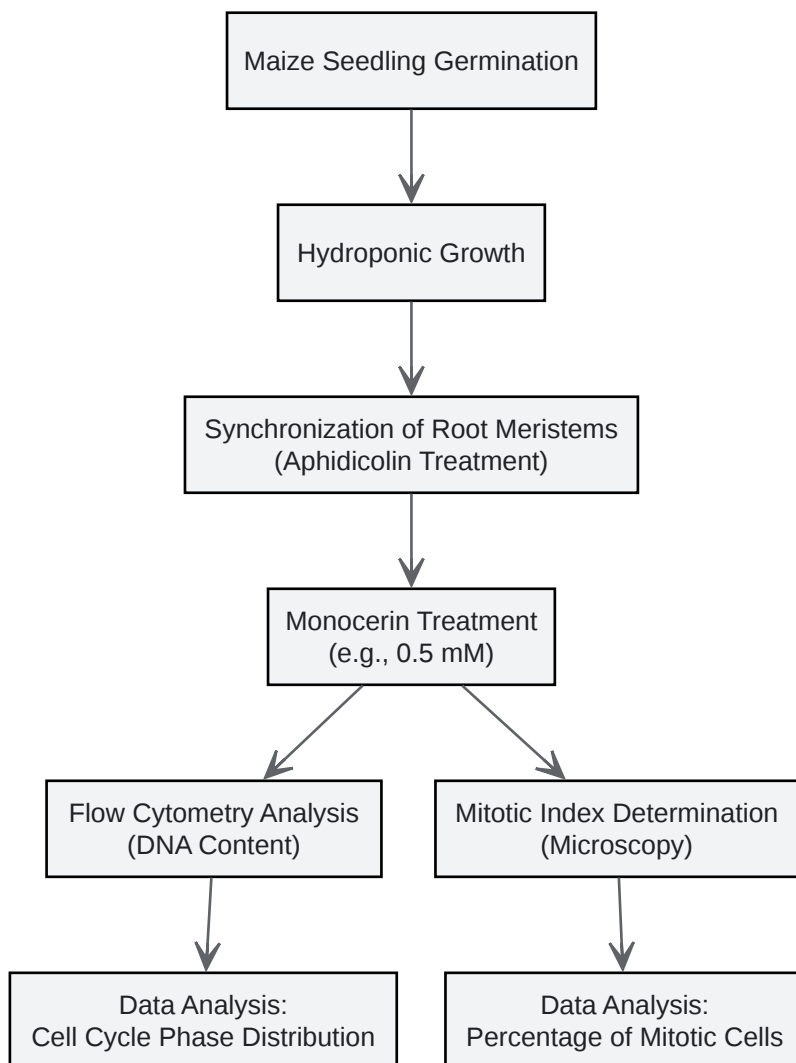 Maize Seedling Germination
Hydroponic Growth
Synchronization of Root Meristems
(Aphidicolin Treatment)
Monocerin Treatment
(e.g., 0.5 mM)
Flow Cytometry Analysis
(DNA Content)
Mitotic Index Determination
(Microscopy)
Data Analysis:
Cell Cycle Phase Distribution
Data Analysis:
Percentage of Mitotic Cells